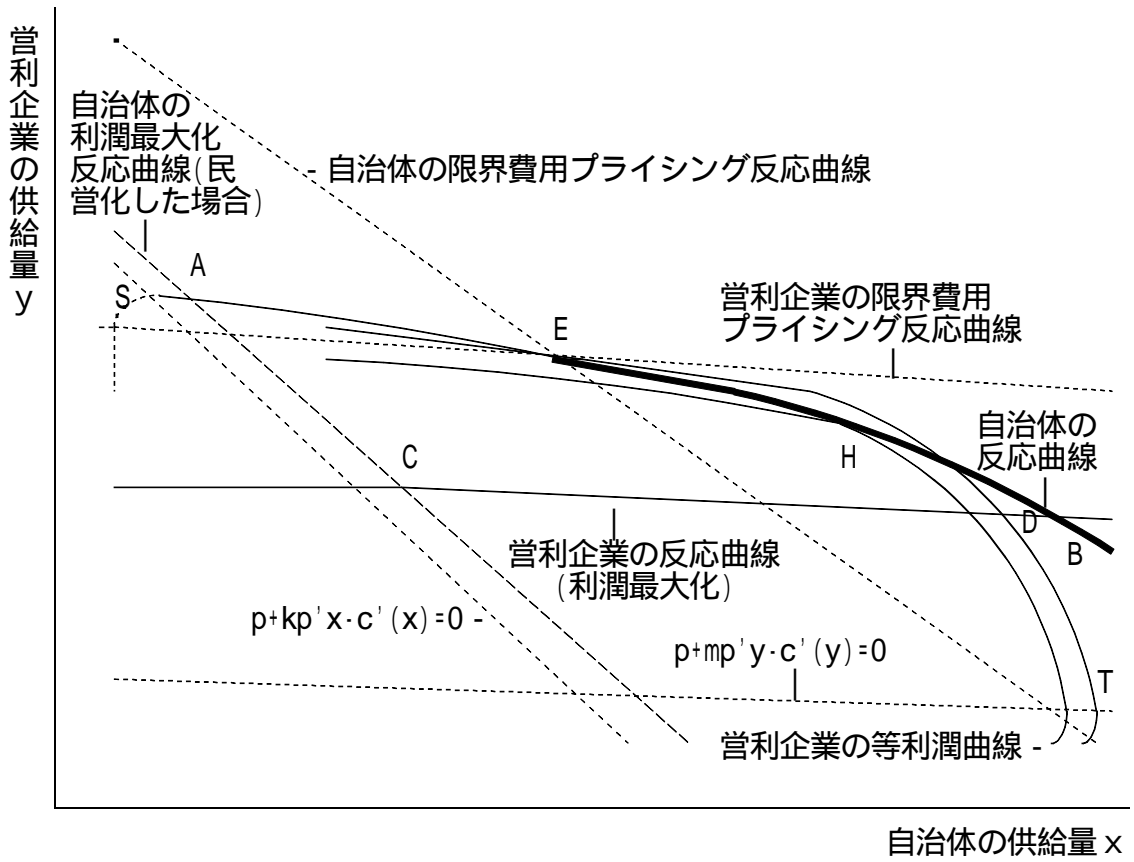 営利企業の供給量y
自治体の
利潤最大化
反応曲線(民
営化した場合)
自治体の限界費用プライシング反応曲線
A
S
E
営利企業の限界費用
プライシング反応曲線
自治体の
反応曲線
C
H
D
B
営利企業の反応曲線
(利潤最大化)
p+kp'x-c'(x)=0
p+mp'y-c'(y)=0
T
営利企業の等利潤曲線
自治体の供給量x